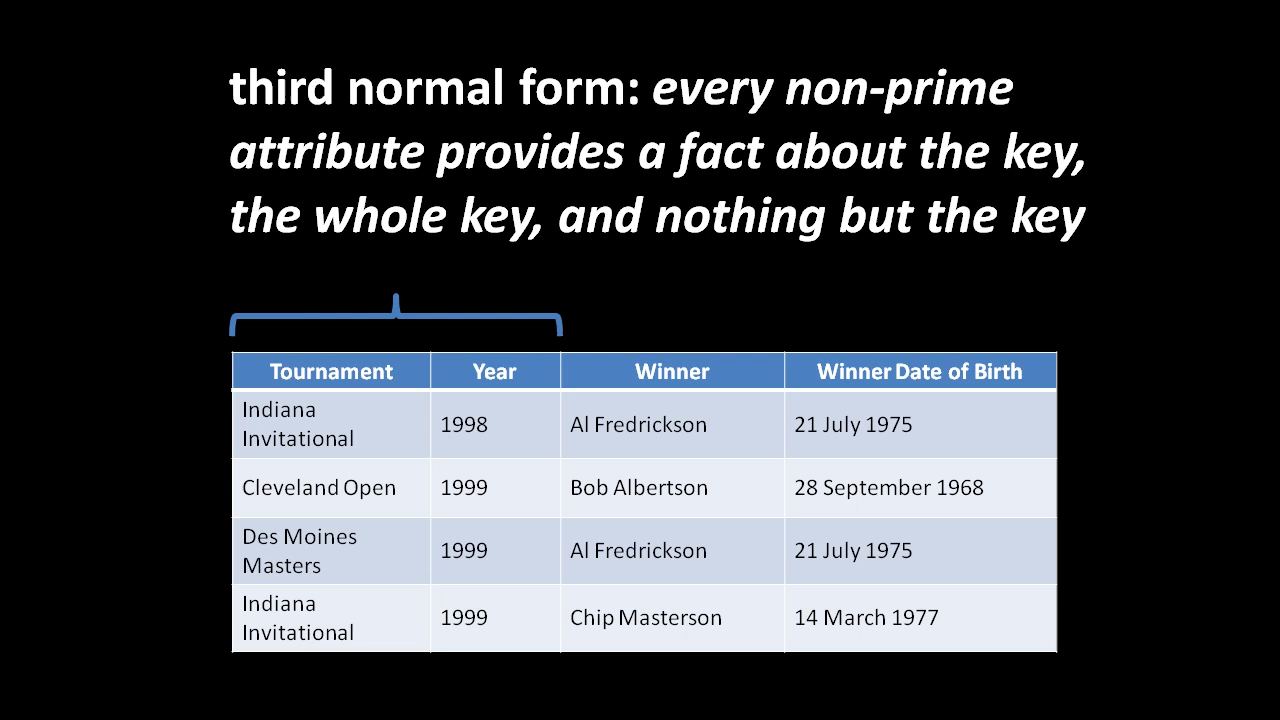 third normal form: every non-prime
attribute provides a fact about the key,
the whole key, and nothing but the key
Tournament Year Winner Winner Date of Birth
Indiana
Invitational 1998 Al Fredrickson 21 July 1975
Cleveland Open 1999 Bob Albertson 28 September 1968
Des Moines
Masters 1999 Al Fredrickson 21 July 1975
Indiana
Invitational 1999 Chip Masterson 14 March 1977